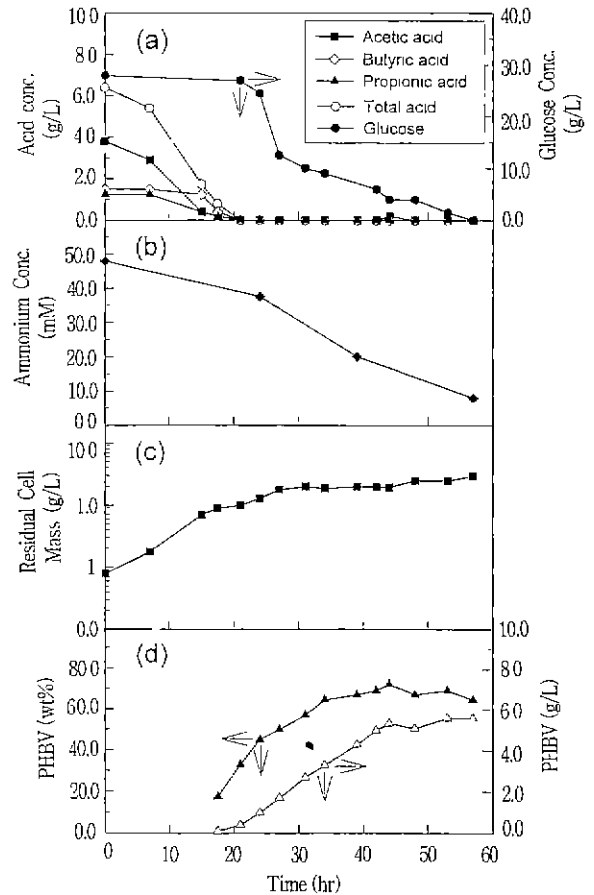 (a)
Acid conc.
(g/L)
10.0
8.0
6.0
4.0
2.0
0.0
Acetic acid
Butyric acid
Propionic acid
Total acid
Glucose
40.0
30.0
20.0
10.0
0.0
Glucose Conc.
(g/L)
(b)
Ammonium Conc.
(mM)
50.0
40.0
30.0
20.0
10.0
0.0
(c)
Residual Cell
Mass (g/L)
10.0
1.0
1
0.0
(d)
PHBV (wt%)
80.0
60.0
40.0
20.0
0.0
10.0
8.0
6.0
4.0
2.0
0.0
PHBV (g/L)
0 10 20 30 40 50 60
Time (hr)